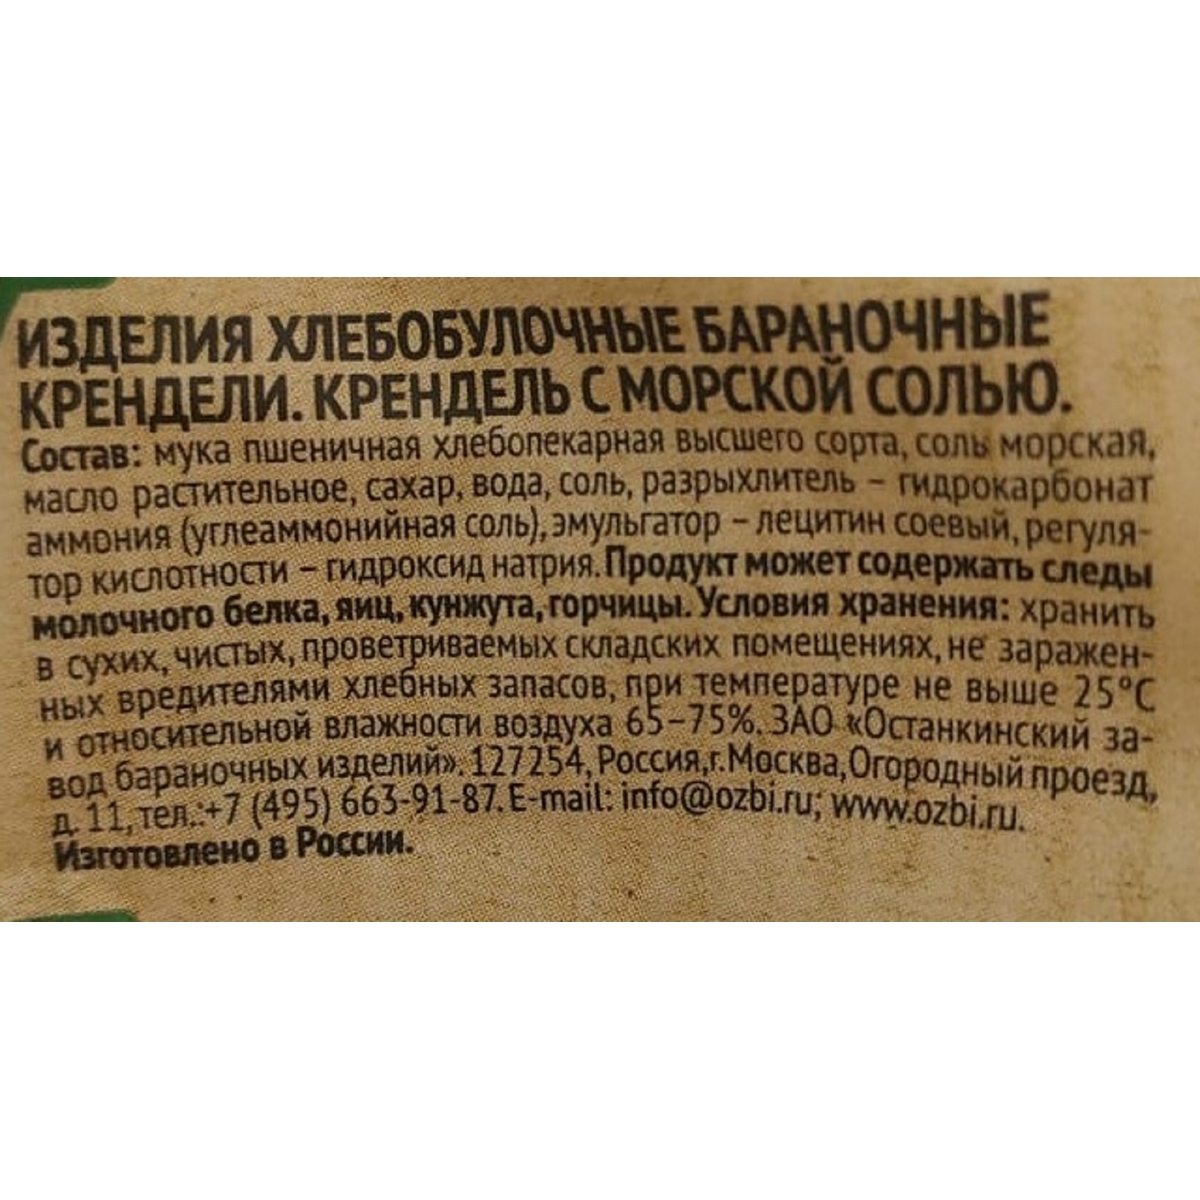 ИЗДЕЛИЯ ХЛЕБОБУЛОЧНЫЕ БАРАНОЧНЫЕ
КРЕНДЕЛИ. КРЕНДЕЛЬ С МОРСКОЙ СОЛЬЮ.
Состав: мука пшеничная хлебопекарная высшего сорта, соль морская,
масло растительное, сахар, вода, соль, разрыхлитель – гидрокарбонат
аммония (углеаммонийная соль), эмульгатор – лецитин соевый, регуля-
тор кислотности – гидроксид натрия. Продукт может содержать следы
молочного белка, яиц, кунжута, горчицы. Условия хранения: хранить
в сухих, чистых, проветриваемых складских помещениях, не заражен-
ных вредителями хлебных запасов, при температуре не выше 25°С
и относительной влажности воздуха 65–75%. ЗАО «Останкинский за-
вод бараночных изделий». 127254, Россия, г. Москва, Огородный проезд,
д. 11, тел.:+7 (495) 663-91-87. E-mail: info@ozbi.ru; www.ozbi.ru.
Изготовлено в России.